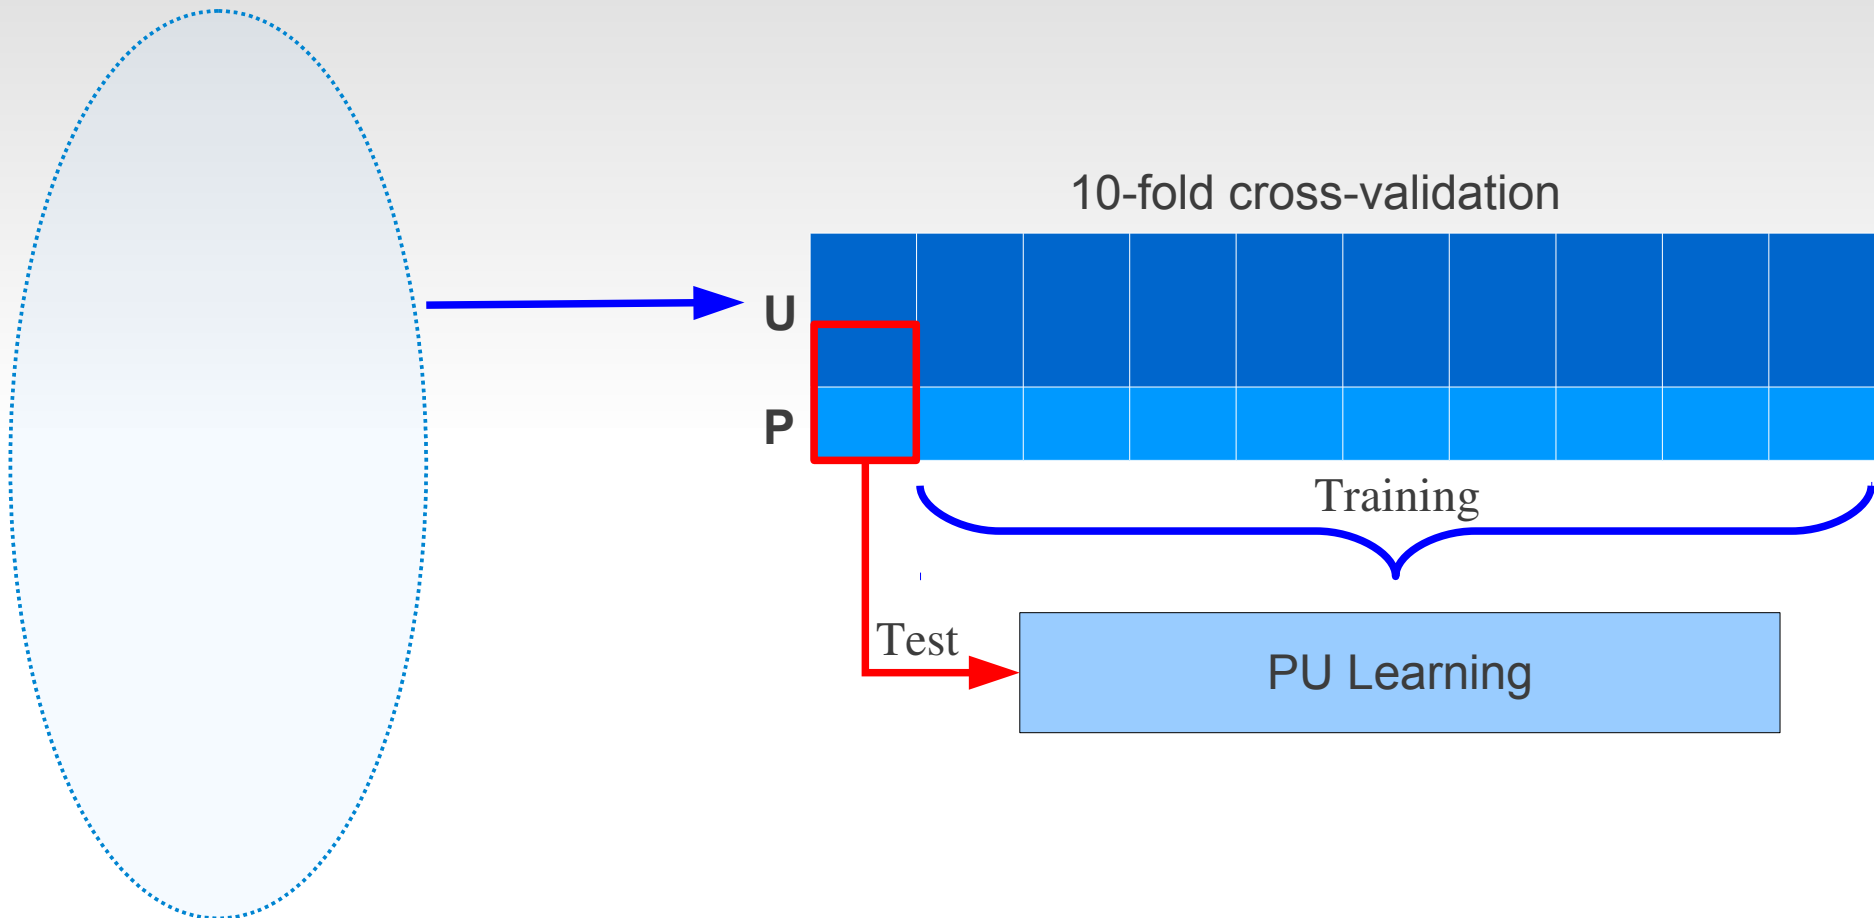 10-fold cross-validation
U
P
Training
Test
PU Learning